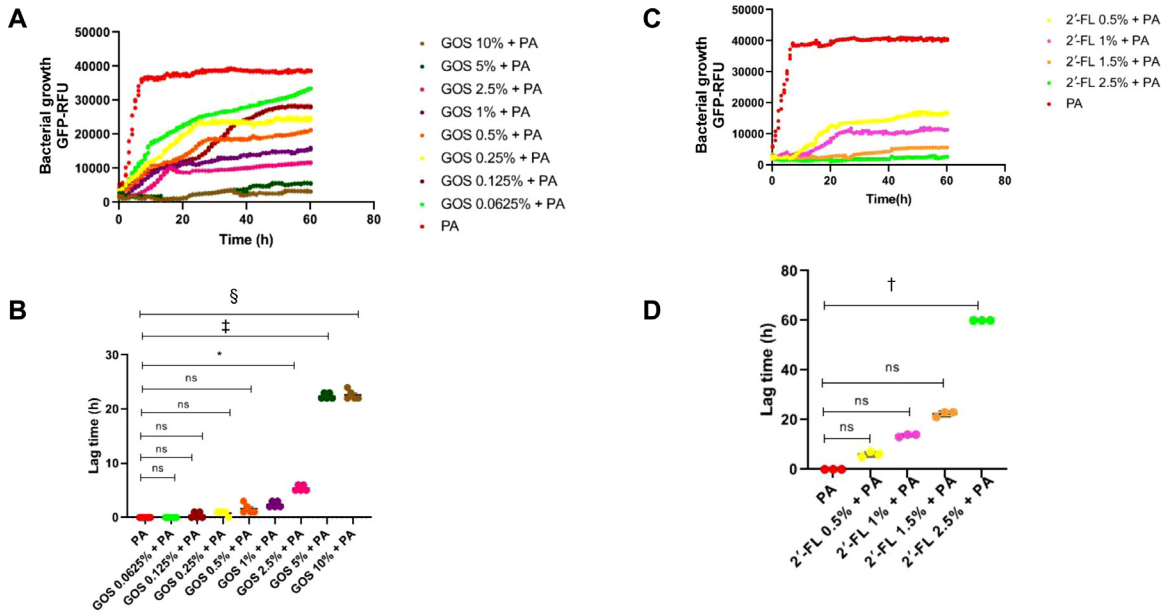 A
Bacterial growth
GFP-RFU
50000
40000
30000
20000
10000
0
0
20
40
60
80
Time (h)
GOS 10% + PA
GOS 5% + PA
GOS 2.5% + PA
GOS 1% + PA
GOS 0.5% + PA
GOS 0.25% + PA
GOS 0.125% + PA
GOS 0.0625% + PA
PA
C
Bacterial growth
GFP-RFU
50000
40000
30000
20000
10000
0
0
20
40
60
80
Time(h)
2′-FL 0.5% + PA
2′-FL 1% + PA
2′-FL 1.5% + PA
2′-FL 2.5% + PA
PA
B
§
‡
*
ns
ns
ns
ns
ns
Lag time (h)
30
20
10
0
PA
GOS 0.0625% + PA
GOS 0.125% + PA
GOS 0.25% + PA
GOS 0.5% + PA
GOS 1% + PA
GOS 2.5% + PA
GOS 5% + PA
GOS 10% + PA
D
†
ns
ns
ns
Lag time (h)
80
60
40
20
0
PA
2′-FL 0.5% + PA
2′-FL 1% + PA
2′-FL 1.5% + PA
2′-FL 2.5% + PA